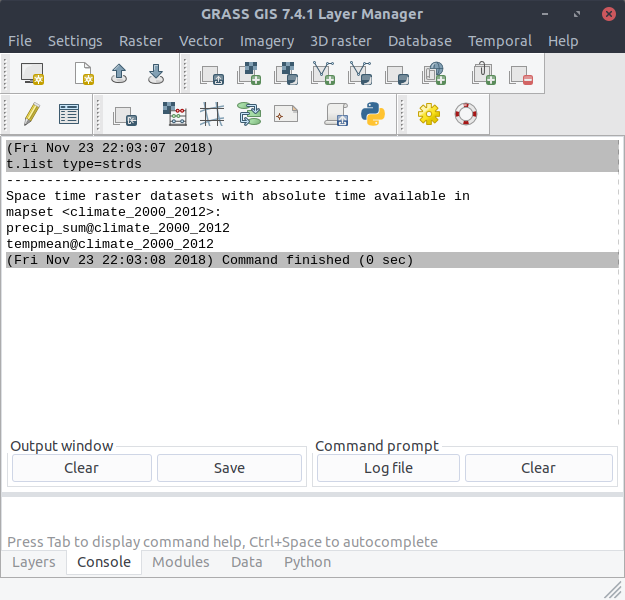 GRASS GIS 7.4.1 Layer Manager
File Settings Raster Vector Imagery 3D raster Database Temporal Help
(Fri Nov 23 22:03:07 2018)
t.list type=strds
----------------------------------------------
Space time raster datasets with absolute time available in
mapset <climate_2000_2012>:
precip_sum@climate_2000_2012
tempmean@climate_2000_2012
(Fri Nov 23 22:03:08 2018) Command finished (0 sec)
Output window Command prompt
Clear Save Log file Clear
Press Tab to display command help, Ctrl+Space to autocomplete
Layers Console Modules Data Python